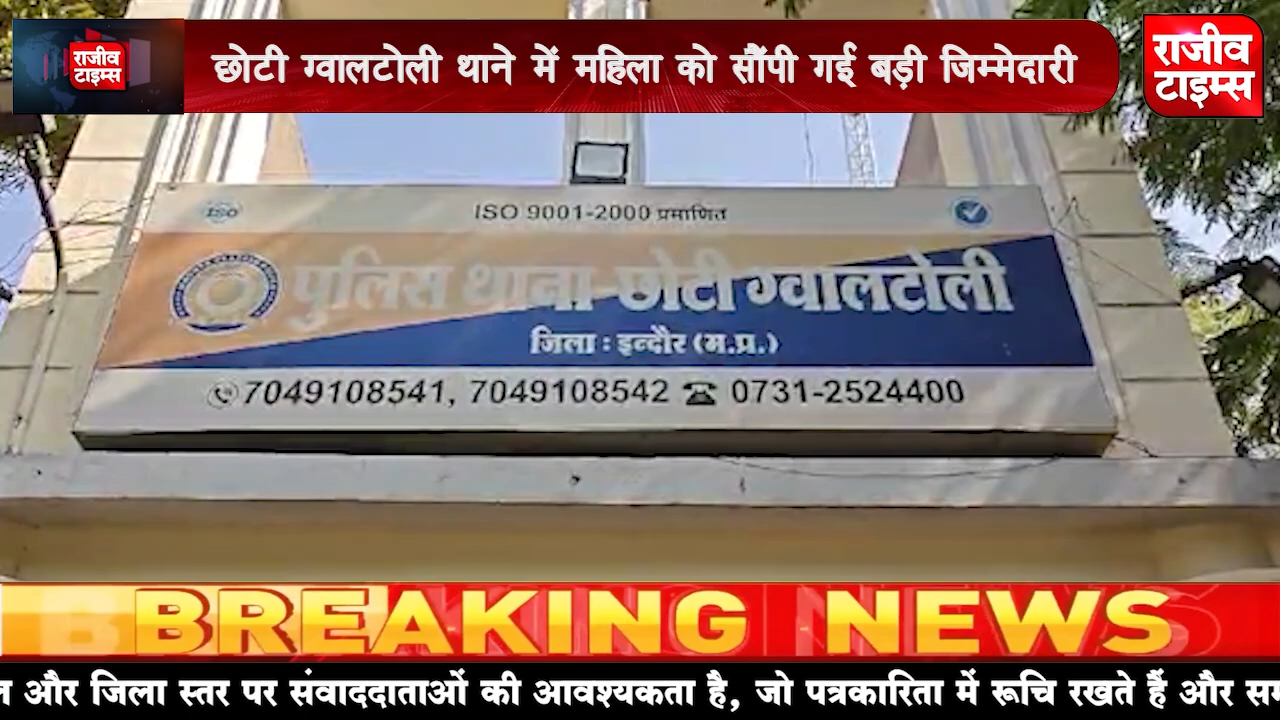 राजीव
टाइम्स
छोटी ग्वालटोली थाने में महिला को सौंपी गई बड़ी जिम्मेदारी
राजीव
टाइम्स
ISO
ISO 9001-2000 प्रमाणित
पुलिस थाना-छोटी ग्वालटोली
जिला : इन्दौर (म.प्र.)
7049108541, 7049108542 0731-2524400
BREAKING NEWS
और जिला स्तर पर संवाददाताओं की आवश्यकता है, जो पत्रकारिता में रूचि रखते हैं और